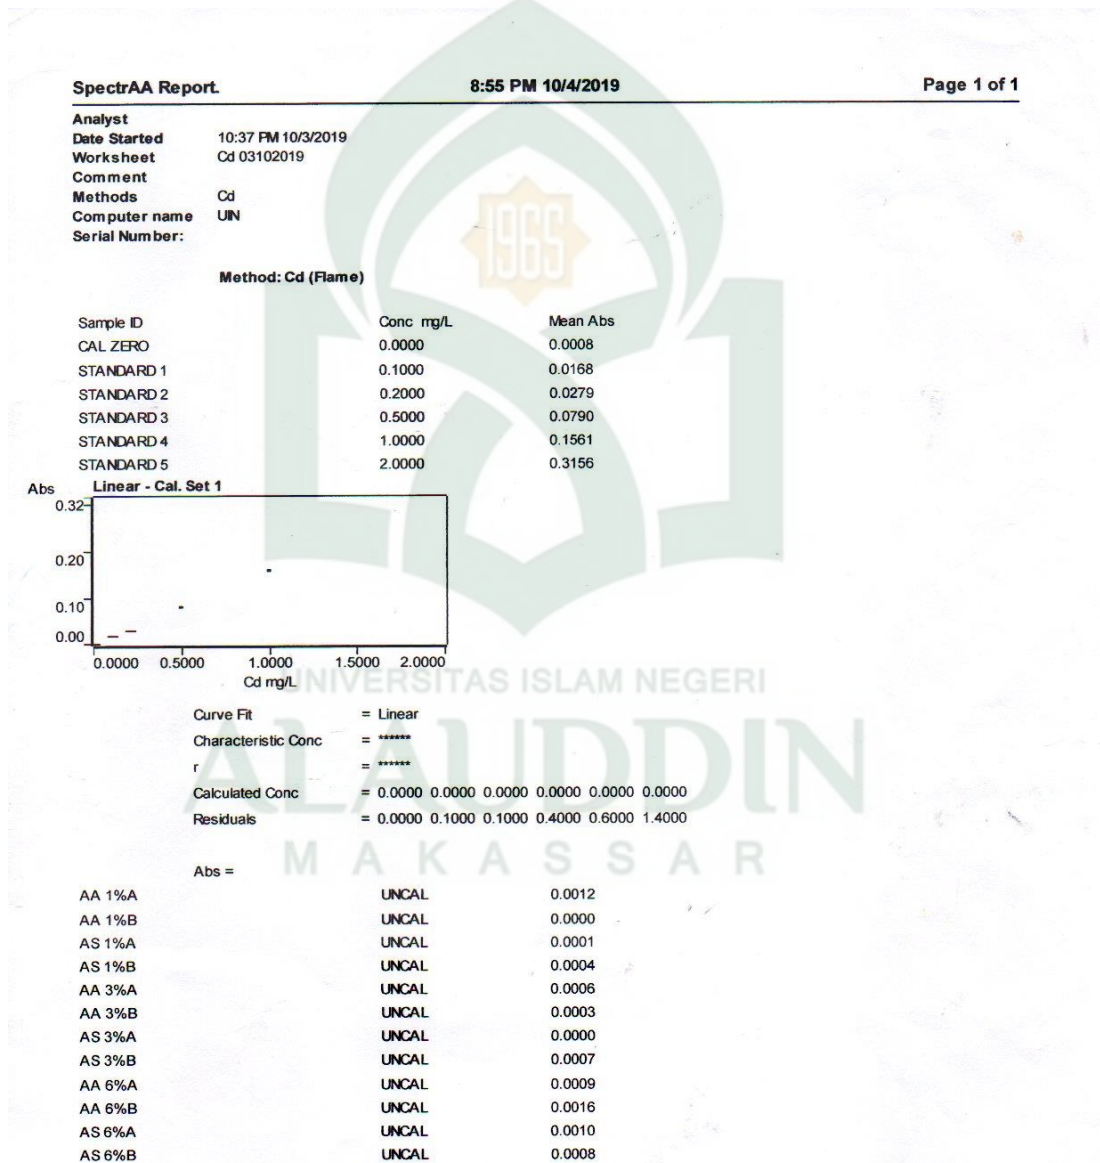 SpectrAA Report. 8:55 PM 10/4/2019 Page 1 of 1
Analyst
Date Started 10:37 PM 10/3/2019
Worksheet Cd 03102019
Comment
Methods Cd
Computer name UIN
Serial Number:
1965
Method: Cd (Flame)
Sample ID Conc mg/L Mean Abs
CAL ZERO 0.0000 0.0008
STANDARD 1 0.1000 0.0168
STANDARD 2 0.2000 0.0279
STANDARD 3 0.5000 0.0790
STANDARD 4 1.0000 0.1561
STANDARD 5 2.0000 0.3156
Abs Linear - Cal. Set 1
0.32
0.20
0.10
0.00
0.0000 0.5000 1.0000 1.5000 2.0000
Cd mg/L
UNIVERSITAS ISLAM NEGERI
Curve Fit = Linear
Characteristic Conc = ******
r = ******
ALAUDDIN
Calculated Conc = 0.0000 0.0000 0.0000 0.0000 0.0000 0.0000
Residuals = 0.0000 0.1000 0.1000 0.4000 0.6000 1.4000
MAKASSAR
Abs =
AA 1%A UNCAL 0.0012
AA 1%B UNCAL 0.0000
AS 1%A UNCAL 0.0001
AS 1%B UNCAL 0.0004
AA 3%A UNCAL 0.0006
AA 3%B UNCAL 0.0003
AS 3%A UNCAL 0.0000
AS 3%B UNCAL 0.0007
AA 6%A UNCAL 0.0009
AA 6%B UNCAL 0.0016
AS 6%A UNCAL 0.0010
AS 6%B UNCAL 0.0008